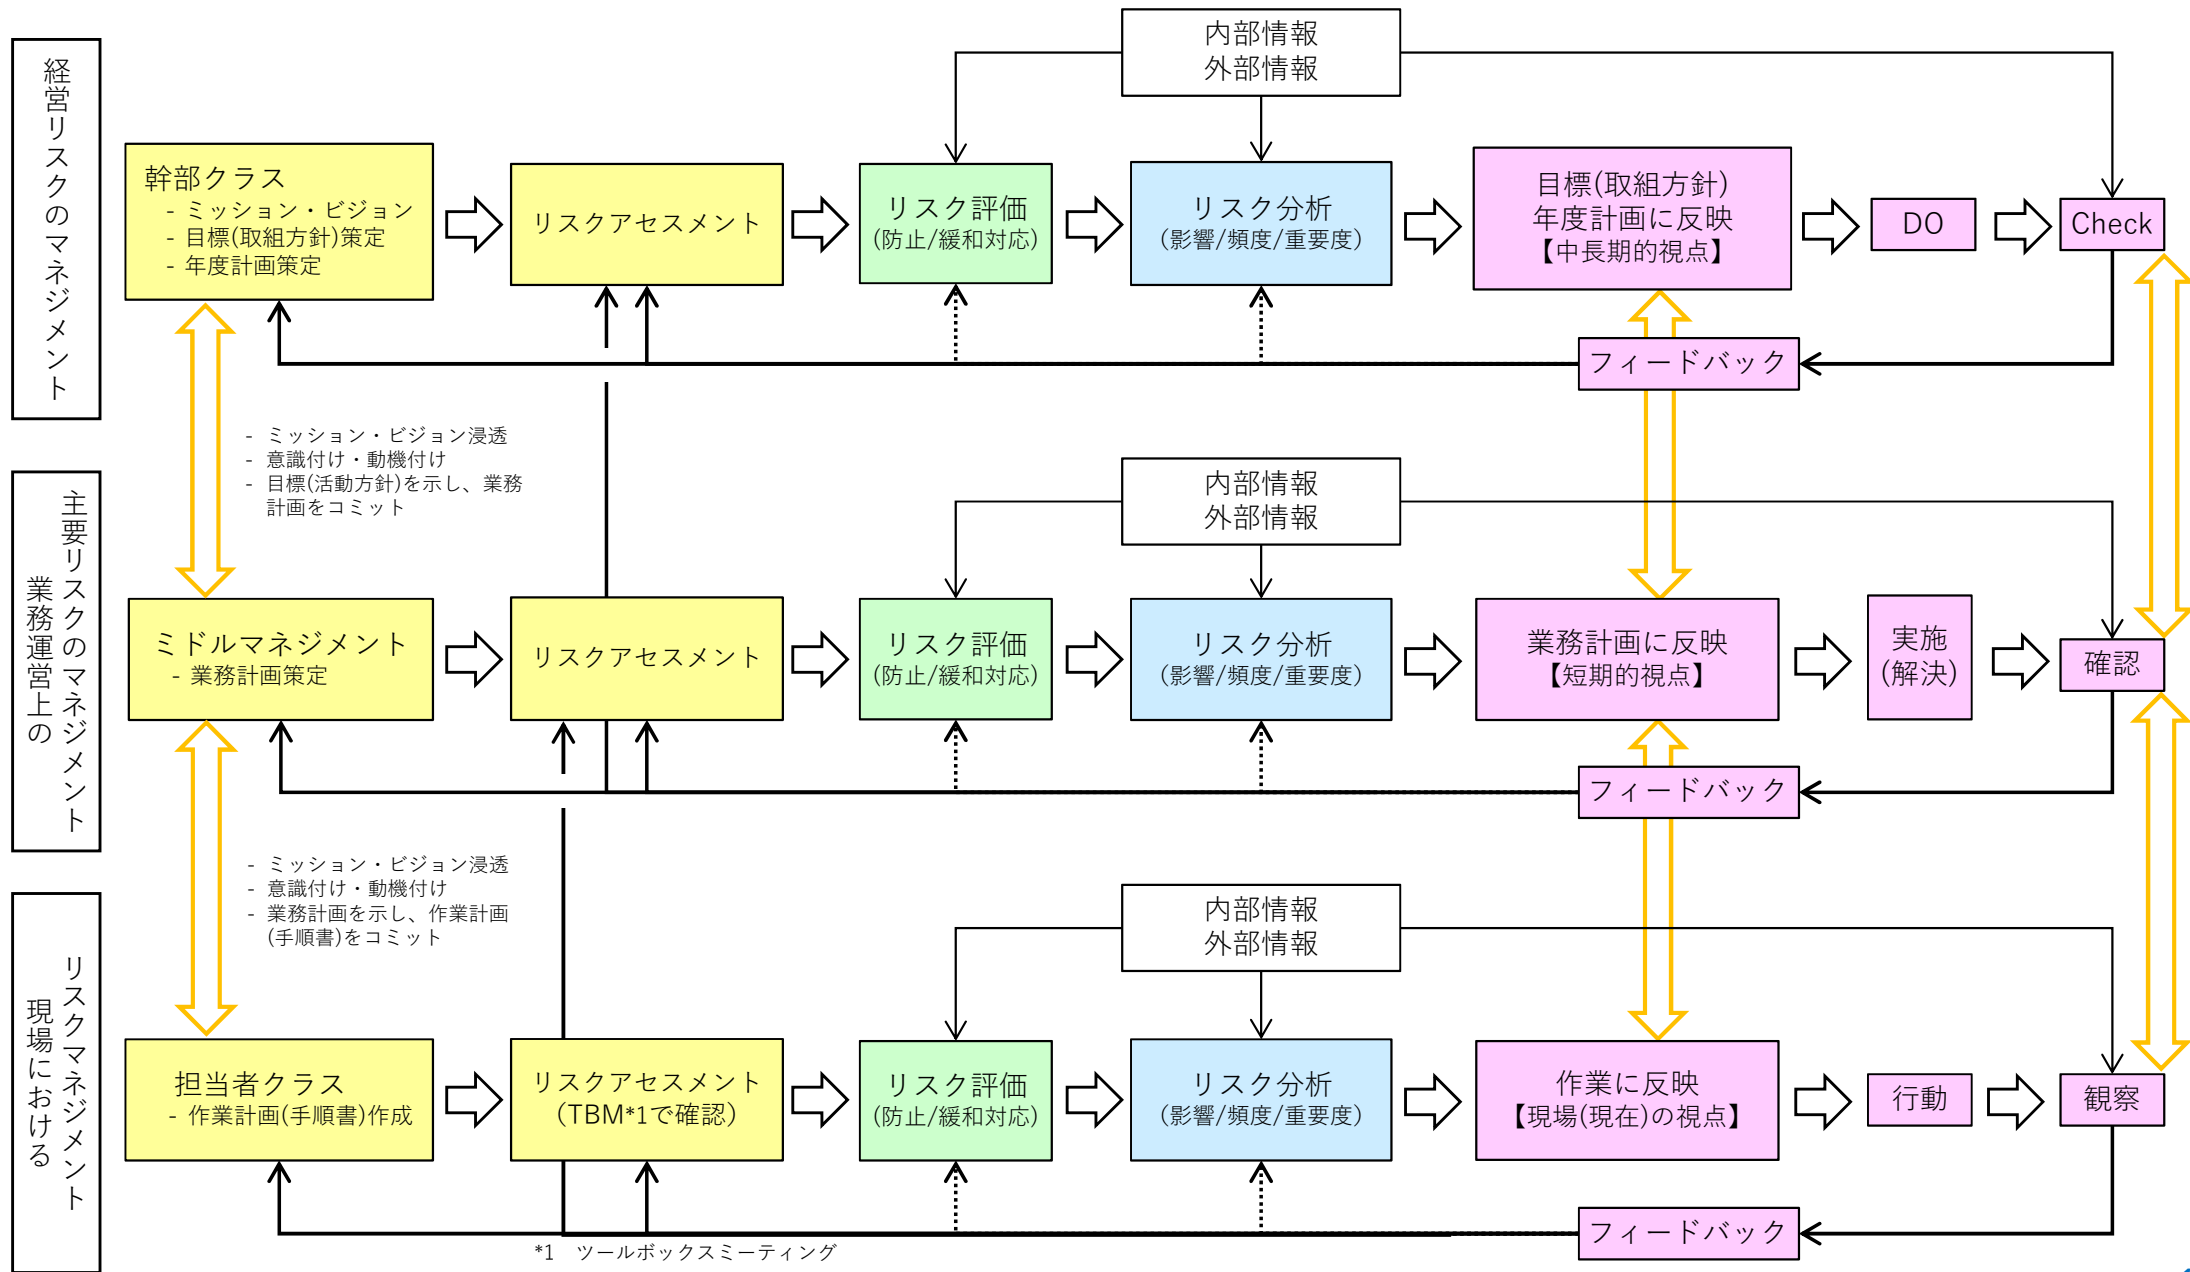 経営リスクのマネジメント
内部情報
外部情報
幹部クラス
- ミッション・ビジョン
- 目標(取組方針)策定
- 年度計画策定
リスクアセスメント
リスク評価
(防止/緩和対応)
リスク分析
(影響/頻度/重要度)
目標(取組方針)
年度計画に反映
【中長期的視点】
DO
Check
フィードバック
- ミッション・ビジョン浸透
- 意識付け・動機付け
- 目標(活動方針)を示し、業務
計画をコミット
業務運営上の
主要リスクのマネジメント
内部情報
外部情報
ミドルマネジメント
- 業務計画策定
リスクアセスメント
リスク評価
(防止/緩和対応)
リスク分析
(影響/頻度/重要度)
業務計画に反映
【短期的視点】
実施
(解決)
確認
フィードバック
- ミッション・ビジョン浸透
- 意識付け・動機付け
- 業務計画を示し、作業計画
(手順書)をコミット
現場における
リスクマネジメント
内部情報
外部情報
担当者クラス
- 作業計画(手順書)作成
リスクアセスメント
(TBM*1で確認)
リスク評価
(防止/緩和対応)
リスク分析
(影響/頻度/重要度)
作業に反映
【現場(現在)の視点】
行動
観察
フィードバック
*1 ツールボックスミーティング